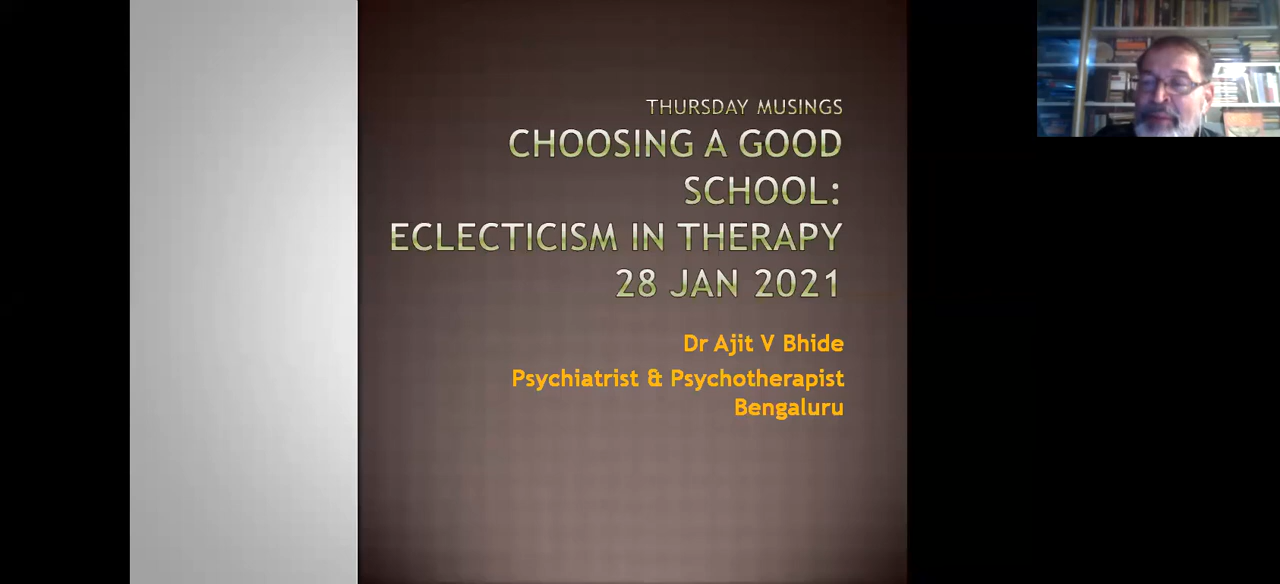 THURSDAY MUSINGS
CHOOSING A GOOD
SCHOOL:
ECLECTICISM IN THERAPY
28 JAN 2021
Dr Ajit V Bhide
Psychiatrist & Psychotherapist
Bengaluru